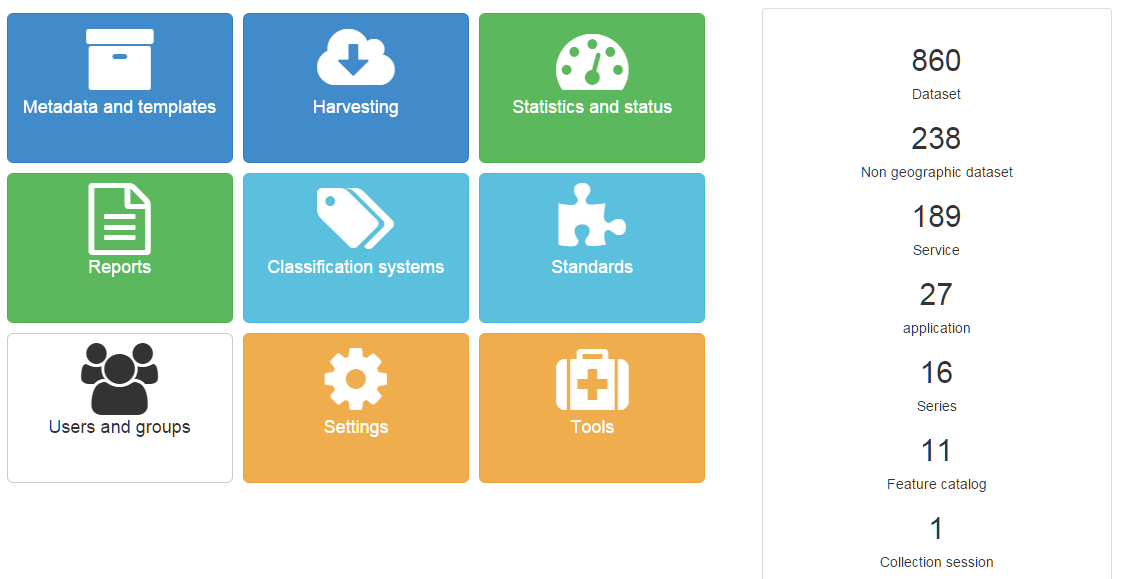 Metadata and templates
Harvesting
Statistics and status
Reports
Classification systems
Standards
Users and groups
Settings
Tools
860
Dataset
238
Non geographic dataset
189
Service
27
application
16
Series
11
Feature catalog
1
Collection session